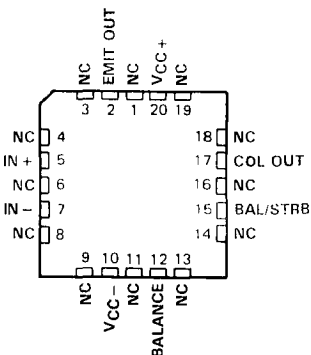 NC
EMIT OUT
NC
VCC+
NC
3 2 1 20 19
NC 4
IN + 5
NC 6
IN - 7
NC 8
18 NC
17 COL OUT
16 NC
15 BAL/STRB
14 NC
9 10 11 12 13
NC
VCC-
NC
BALANCE
NC